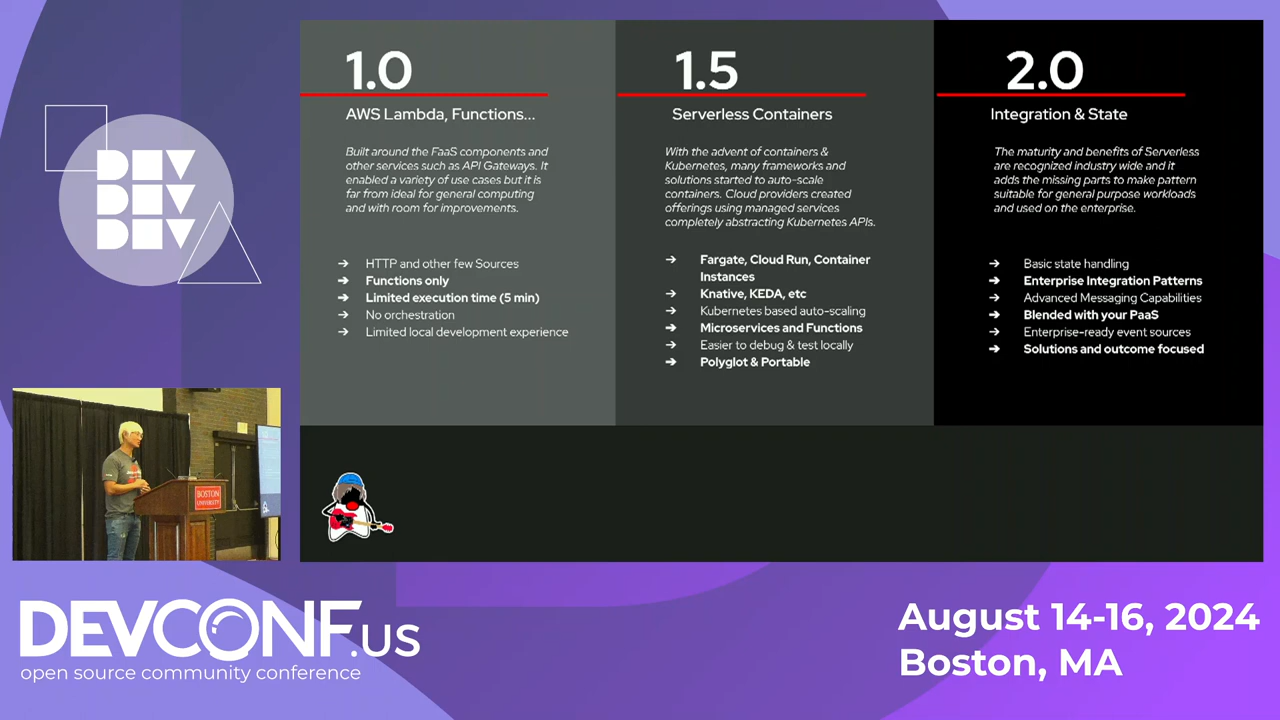 DEV
DEV
DEV
1.0
AWS Lambda, Functions...
Built around the FaaS components and
other services such as API Gateways. It
enabled a variety of use cases but it is
far from ideal for general computing
and with room for improvements.
→ HTTP and other few Sources
→ Functions only
→ Limited execution time (5 min)
→ No orchestration
→ Limited local development experience
1.5
Serverless Containers
With the advent of containers &
Kubernetes, many frameworks and
solutions started to auto-scale
containers. Cloud providers created
offerings using managed services
completely abstracting Kubernetes APIs.
→ Fargate, Cloud Run, Container
Instances
→ Knative, KEDA, etc
→ Kubernetes based auto-scaling
→ Microservices and Functions
→ Easier to debug & test locally
→ Polyglot & Portable
2.0
Integration & State
The maturity and benefits of Serverless
are recognized industry wide and it
adds the missing parts to make pattern
suitable for general purpose workloads
and used on the enterprise.
→ Basic state handling
→ Enterprise Integration Patterns
→ Advanced Messaging Capabilities
→ Blended with your PaaS
→ Enterprise-ready event sources
→ Solutions and outcome focused
BOSTON
UNIVERSITY
DEVCONF.US
open source community conference
August 14-16, 2024
Boston, MA